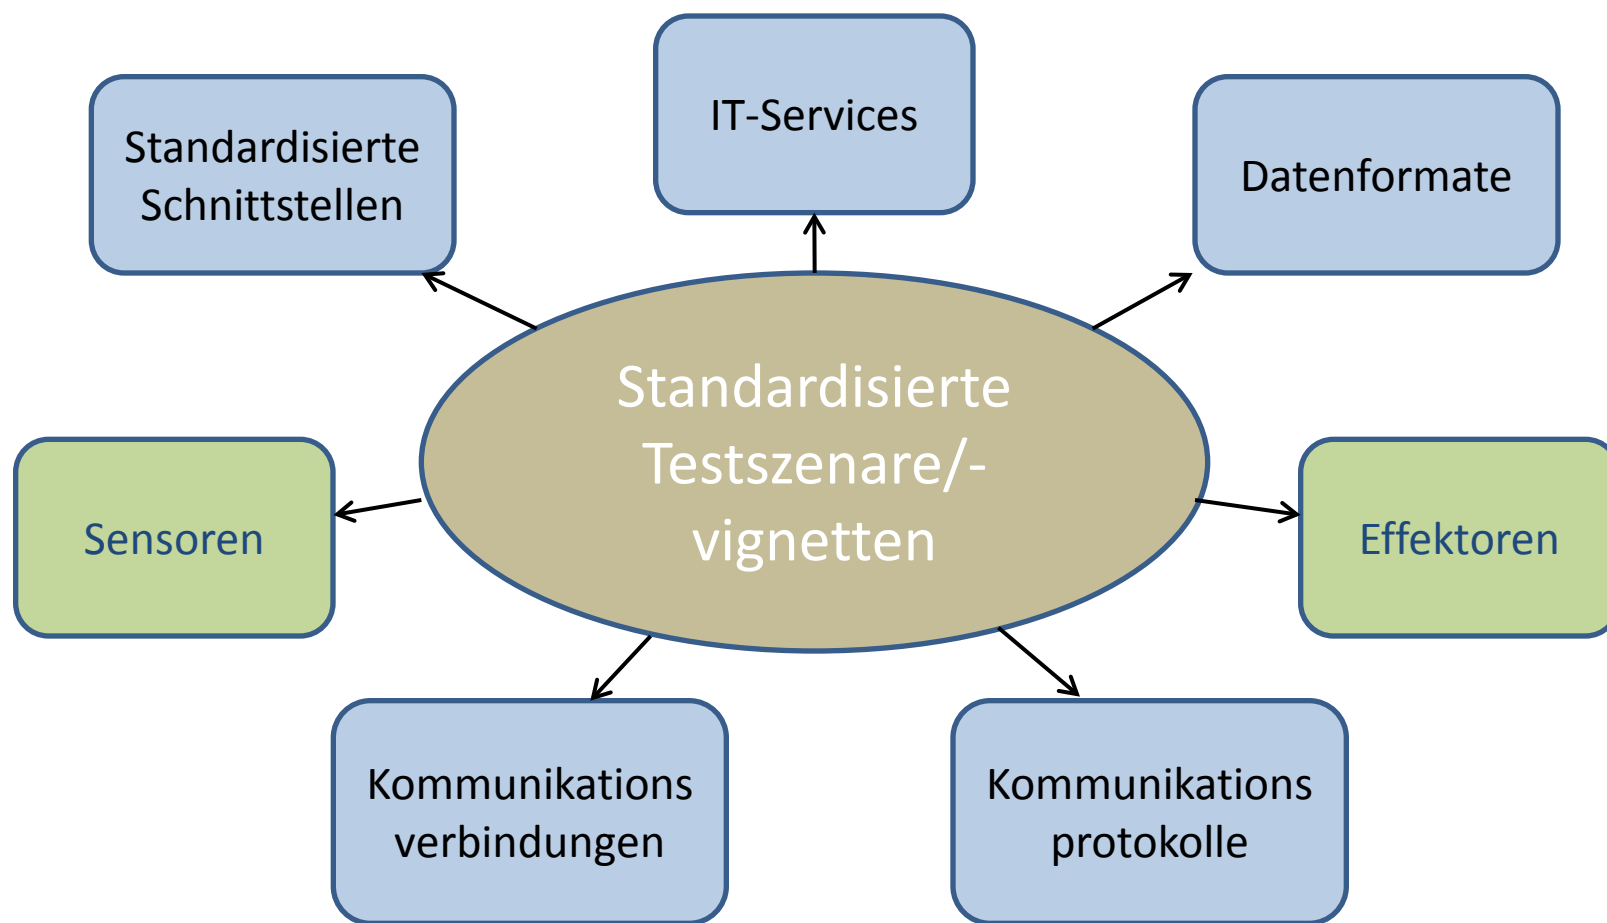 IT-Services
Standardisierte
Schnittstellen
Datenformate
Standardisierte
Testszenare/-
vignetten
Sensoren
Effektoren
Kommunikations
verbindungen
Kommunikations
protokolle